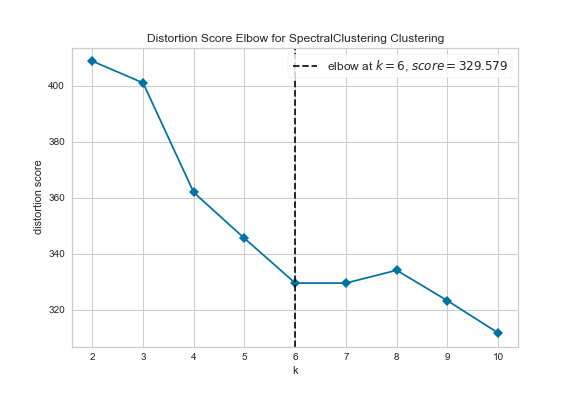 Distortion Score Elbow for SpectralClustering Clustering
elbow at k = 6, score = 329.579
distortion score
400
380
360
340
320
2 3 4 5 6 7 8 9 10
k